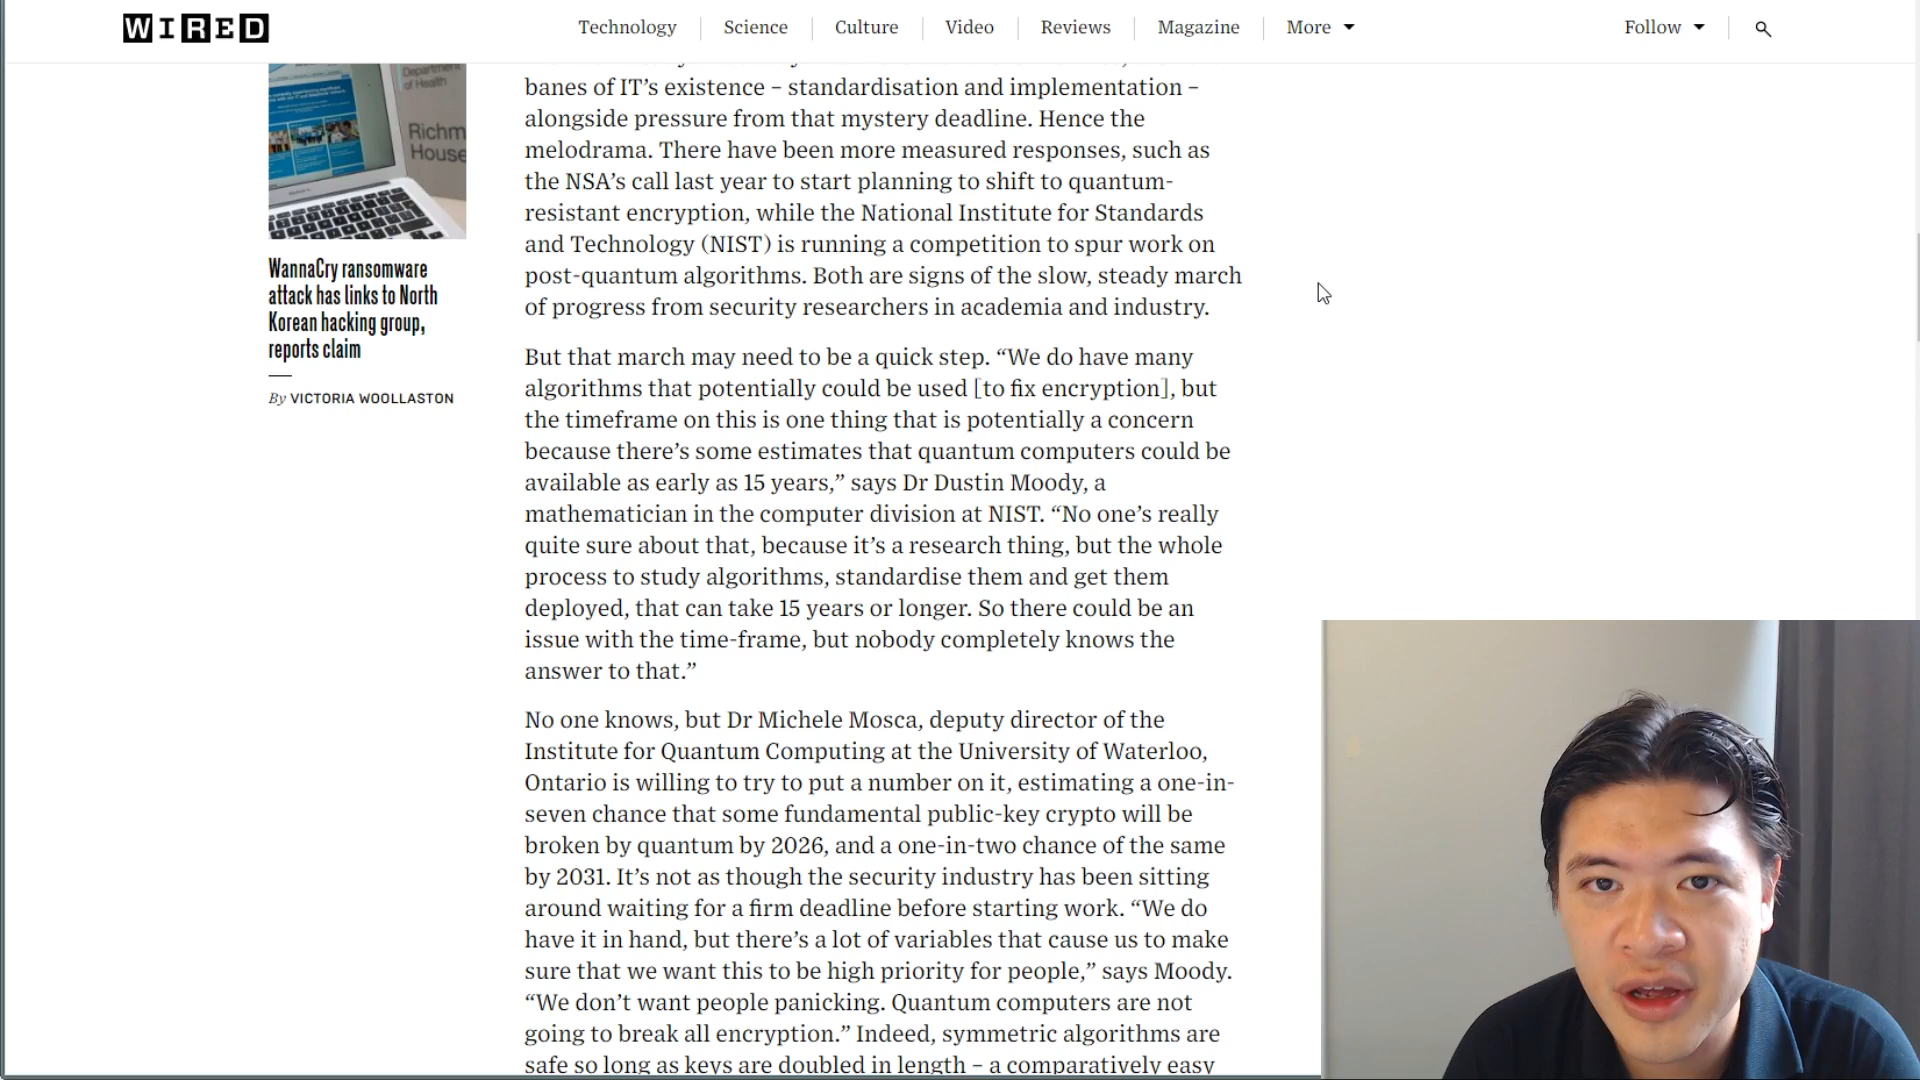 WIRED
Technology
Science
Culture
Video
Reviews
Magazine
More
Follow
Department
of Health
Richm
House
WannaCry ransomware
attack has links to North
Korean hacking group,
reports claim
By VICTORIA WOOLLASTON
banes of IT’s existence – standardisation and implementation –
alongside pressure from that mystery deadline. Hence the
melodrama. There have been more measured responses, such as
the NSA’s call last year to start planning to shift to quantum-
resistant encryption, while the National Institute for Standards
and Technology (NIST) is running a competition to spur work on
post-quantum algorithms. Both are signs of the slow, steady march
of progress from security researchers in academia and industry.
But that march may need to be a quick step. “We do have many
algorithms that potentially could be used [to fix encryption], but
the timeframe on this is one thing that is potentially a concern
because there’s some estimates that quantum computers could be
available as early as 15 years,” says Dr Dustin Moody, a
mathematician in the computer division at NIST. “No one’s really
quite sure about that, because it’s a research thing, but the whole
process to study algorithms, standardise them and get them
deployed, that can take 15 years or longer. So there could be an
issue with the time-frame, but nobody completely knows the
answer to that.”
No one knows, but Dr Michele Mosca, deputy director of the
Institute for Quantum Computing at the University of Waterloo,
Ontario is willing to try to put a number on it, estimating a one-in-
seven chance that some fundamental public-key crypto will be
broken by quantum by 2026, and a one-in-two chance of the same
by 2031. It’s not as though the security industry has been sitting
around waiting for a firm deadline before starting work. “We do
have it in hand, but there’s a lot of variables that cause us to make
sure that we want this to be high priority for people,” says Moody.
“We don’t want people panicking. Quantum computers are not
going to break all encryption.” Indeed, symmetric algorithms are
safe so long as keys are doubled in length – a comparatively easy